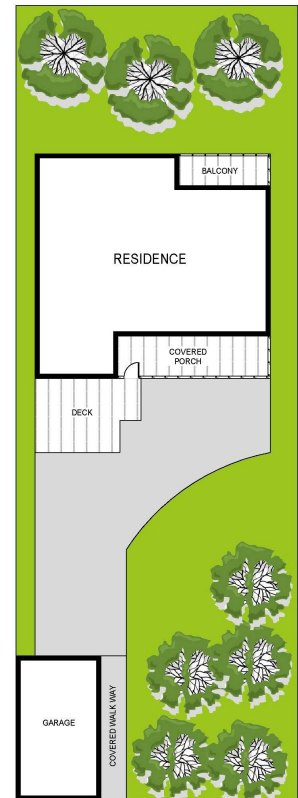 BALCONY
RESIDENCE
COVERED
PORCH
DECK
GARAGE
COVERED WALK WAY